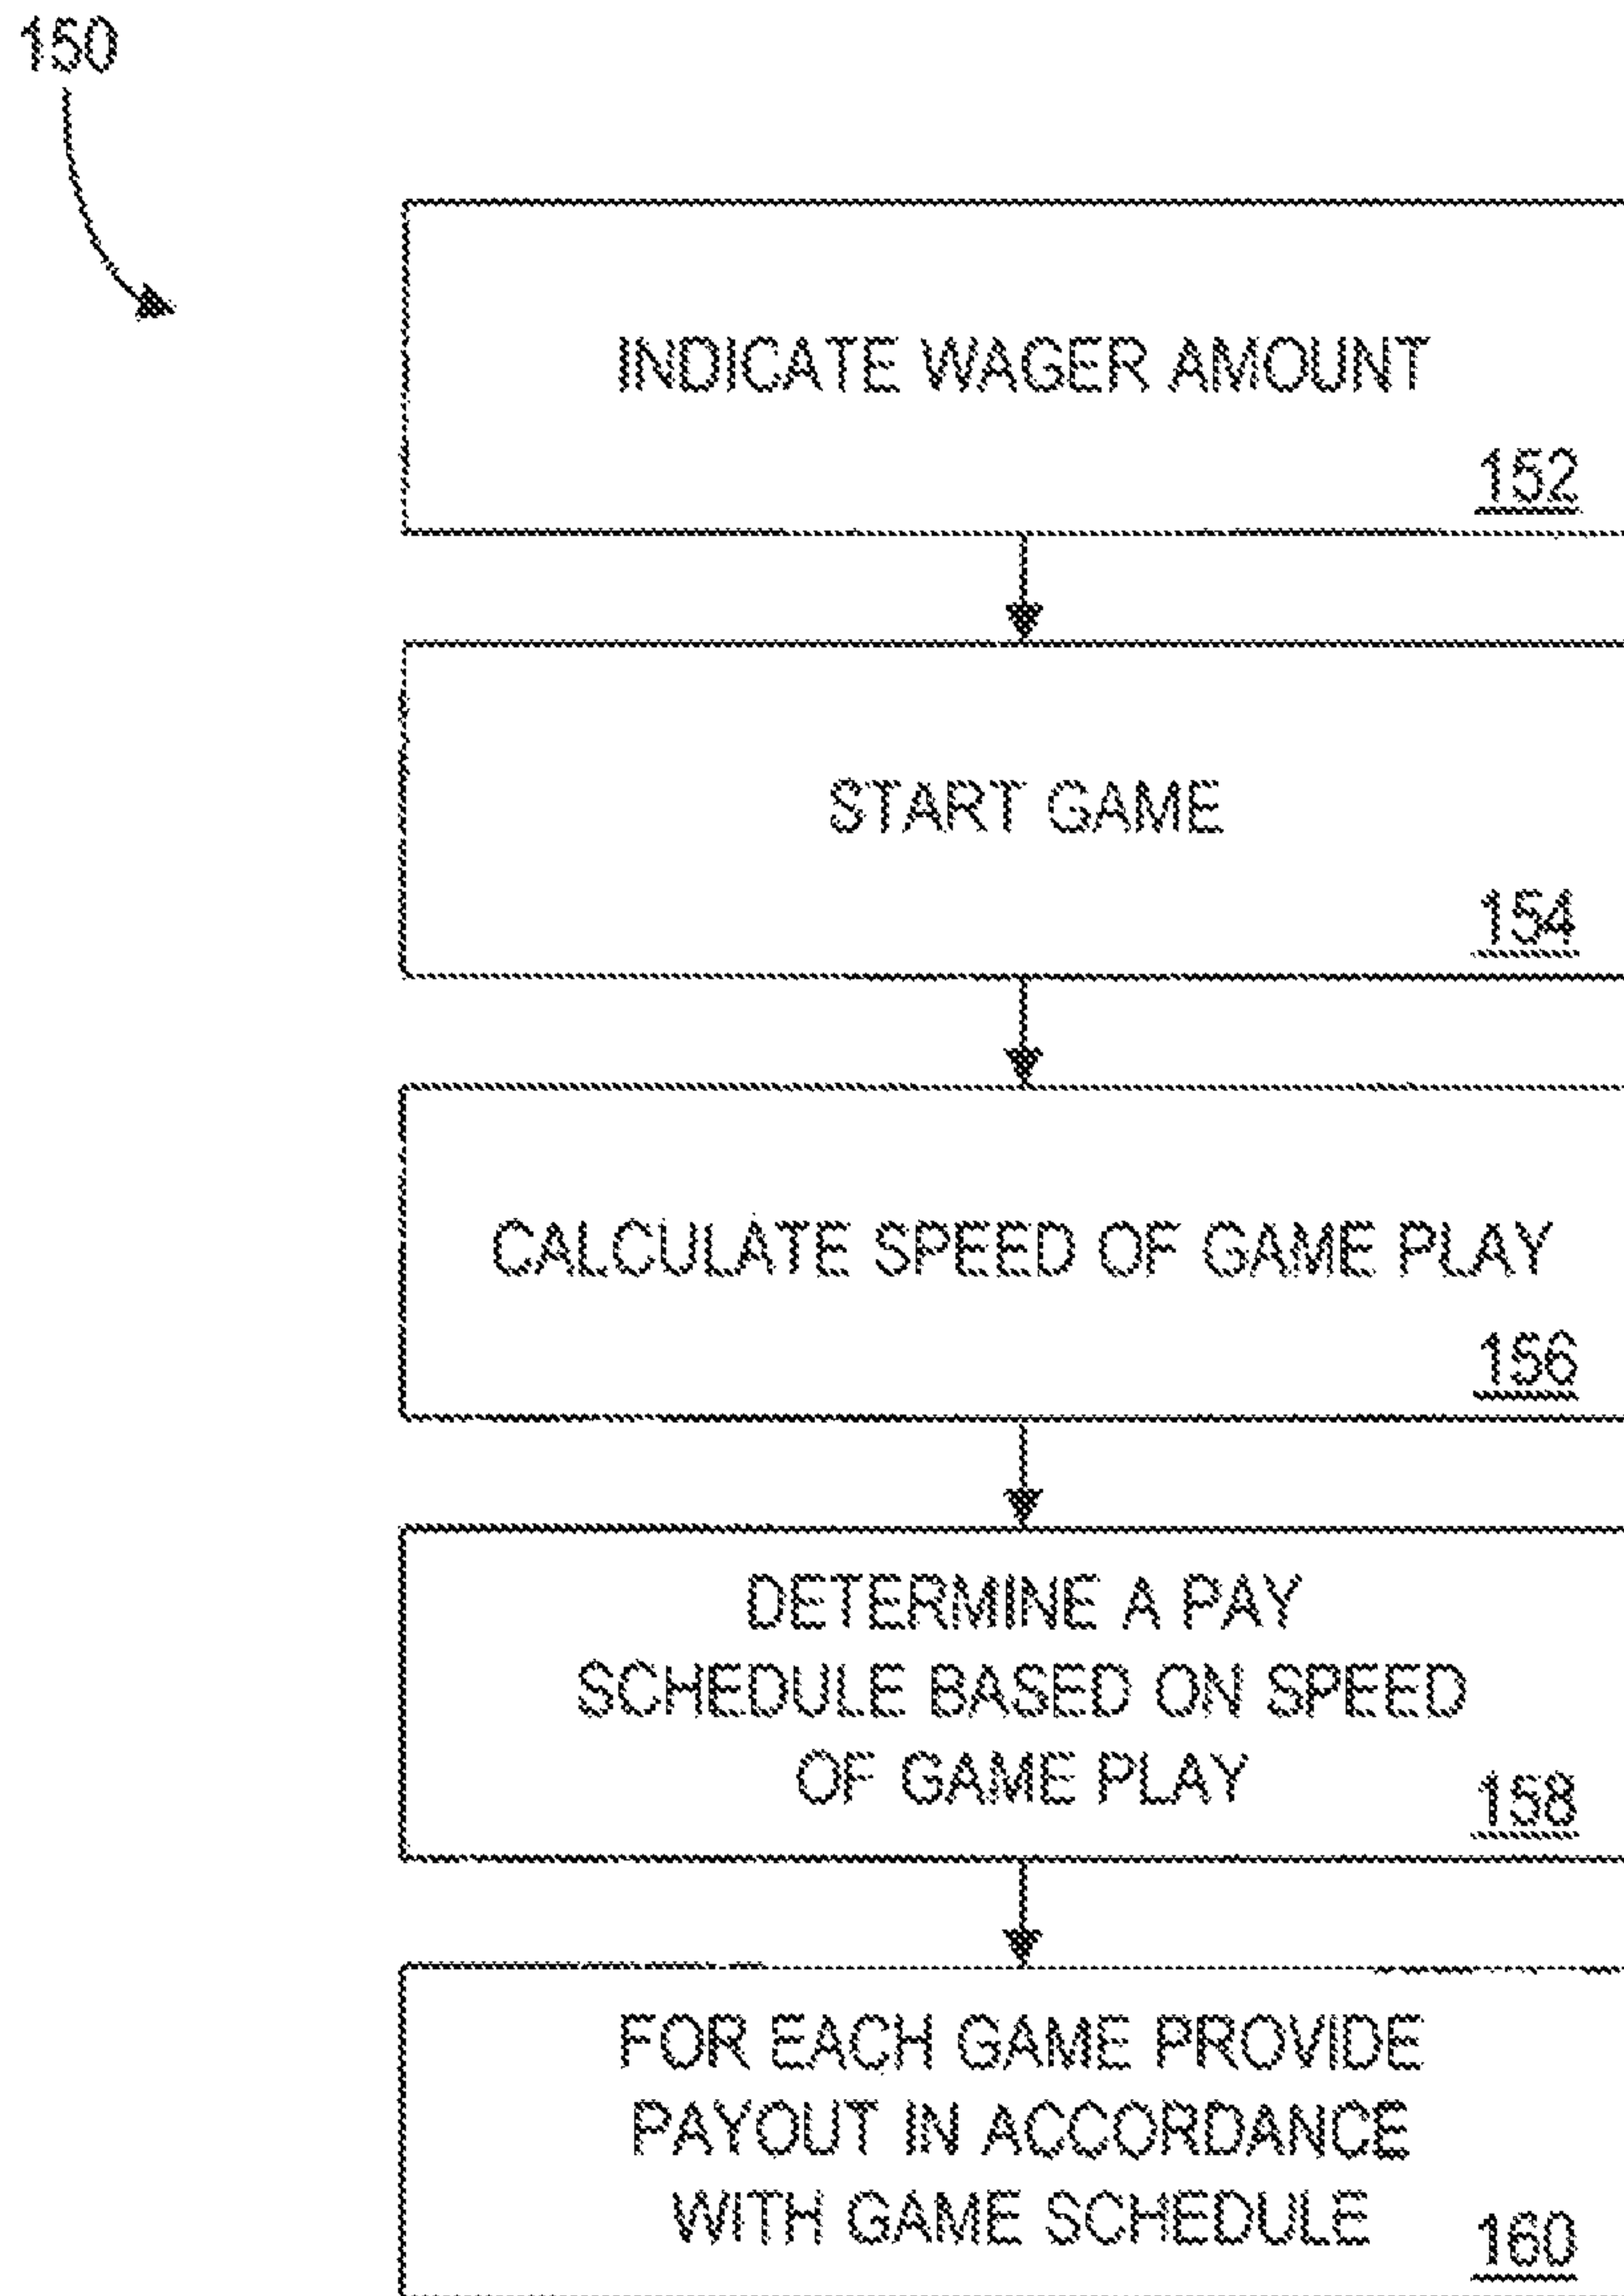 150
INDICATE WAGER AMOUNT
152
START GAME
154
CALCULATE SPEED OF GAME PLAY
156
DETERMINE A PAY
SCHEDULE BASED ON SPEED
OF GAME PLAY
158
FOR EACH GAME PROVIDE
PAYOUT IN ACCORDANCE
WITH GAME SCHEDULE
160